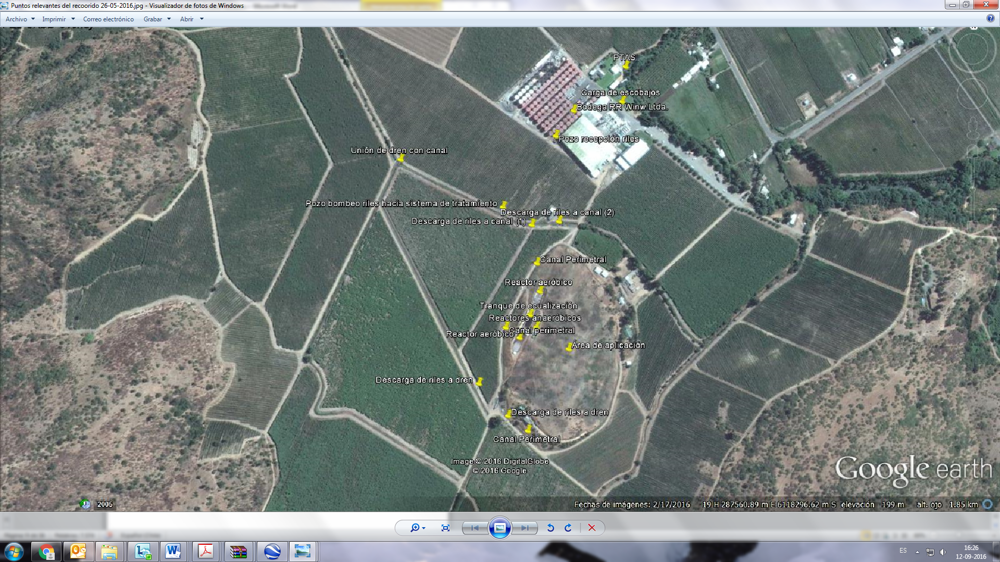 Puntos relevantes del recoorido 26-05-2016.jpg - Visualizador de fotos de Windows
Archivo Imprimir Correo electrónico Grabar Abrir
PTAS
Carga de escobajos
Bodega RR Winw Ltda.
Pozo recepción riles
Unión de dren con canal
Pozo bombeo riles hacia sistema de tratamiento
Descarga de riles a canal (2)
Descarga de riles a canal (1)
Canal Perimetral
Reactor aeróbico
Tranque de ecualización
Reactores anaeróbicos
Canal perimetral
Reactor aeróbico
Área de aplicación
Descarga de riles a dren
Descarga de riles a dren
Canal Perimetral
Image © 2016 DigitalGlobe
© 2016 Google
Google earth
2005
Fechas de imágenes: 2/17/2016 19 H 287560.89 m E 6118296.62 m S elevación 199 m alt. ojo 1.85 km
ES
16:26
12-09-2016